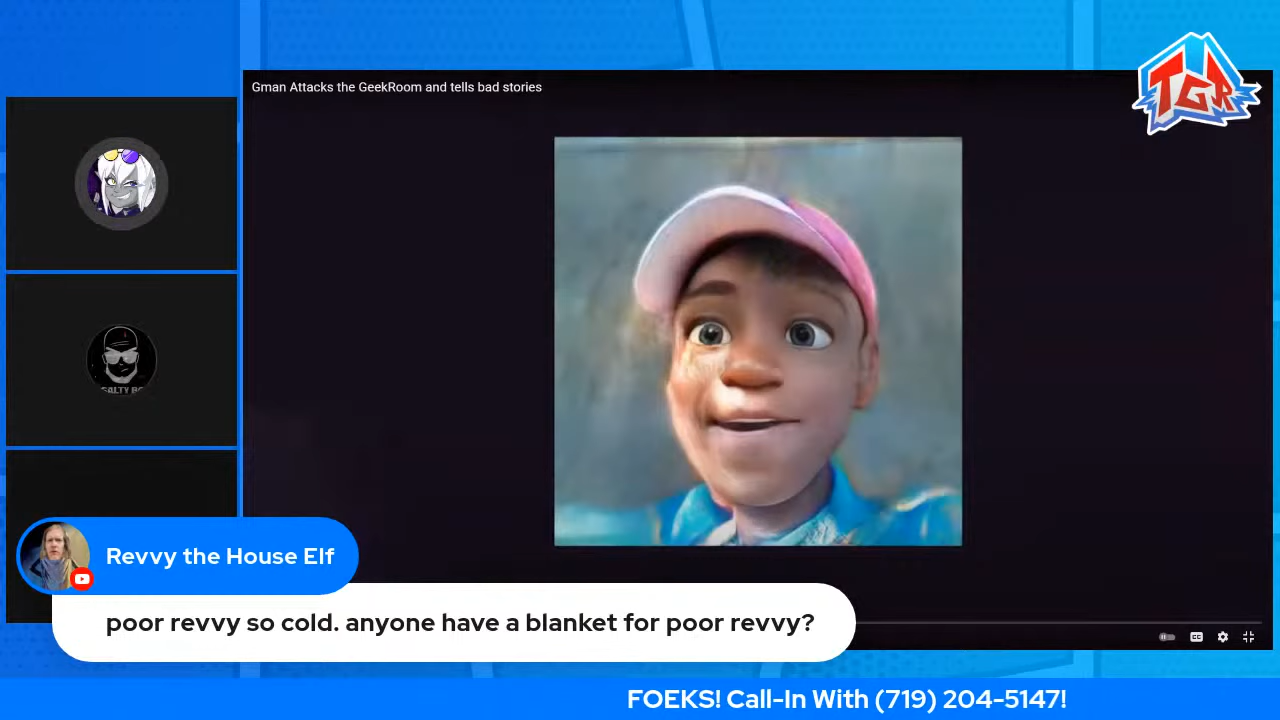 Gman Attacks the GeekRoom and tells bad stories
TGR
Revvy the House Elf
poor revvy so cold. anyone have a blanket for poor revvy?
CC
FOEKS! Call-In With (719) 204-5147!